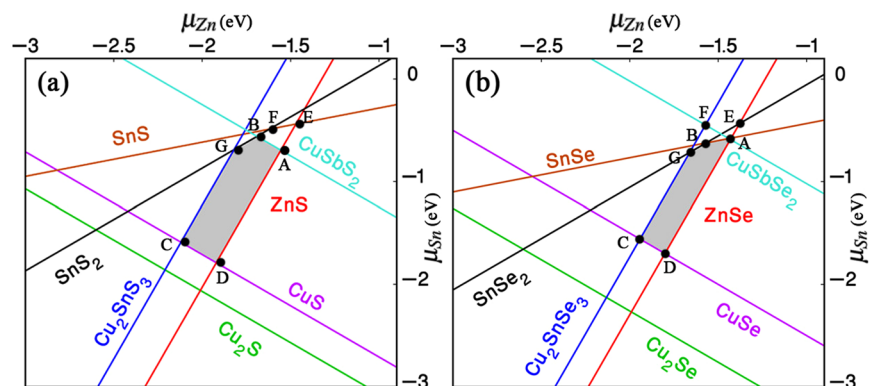 μZn (eV)
μZn (eV)
−3
−2.5
−2
−1.5
−1
−3
−2.5
−2
−1.5
−1
(a)
(b)
0
0
SnS
B
F
E
G
A
CuSbS2
ZnS
C
D
SnS2
Cu2SnS3
Cu2S
CuS
−1
μSn (eV)
−2
−3
SnSe
F
E
B
G
A
CuSbSe2
ZnSe
C
D
SnSe2
Cu2SnSe3
Cu2Se
CuSe
−1
μSn (eV)
−2
−3